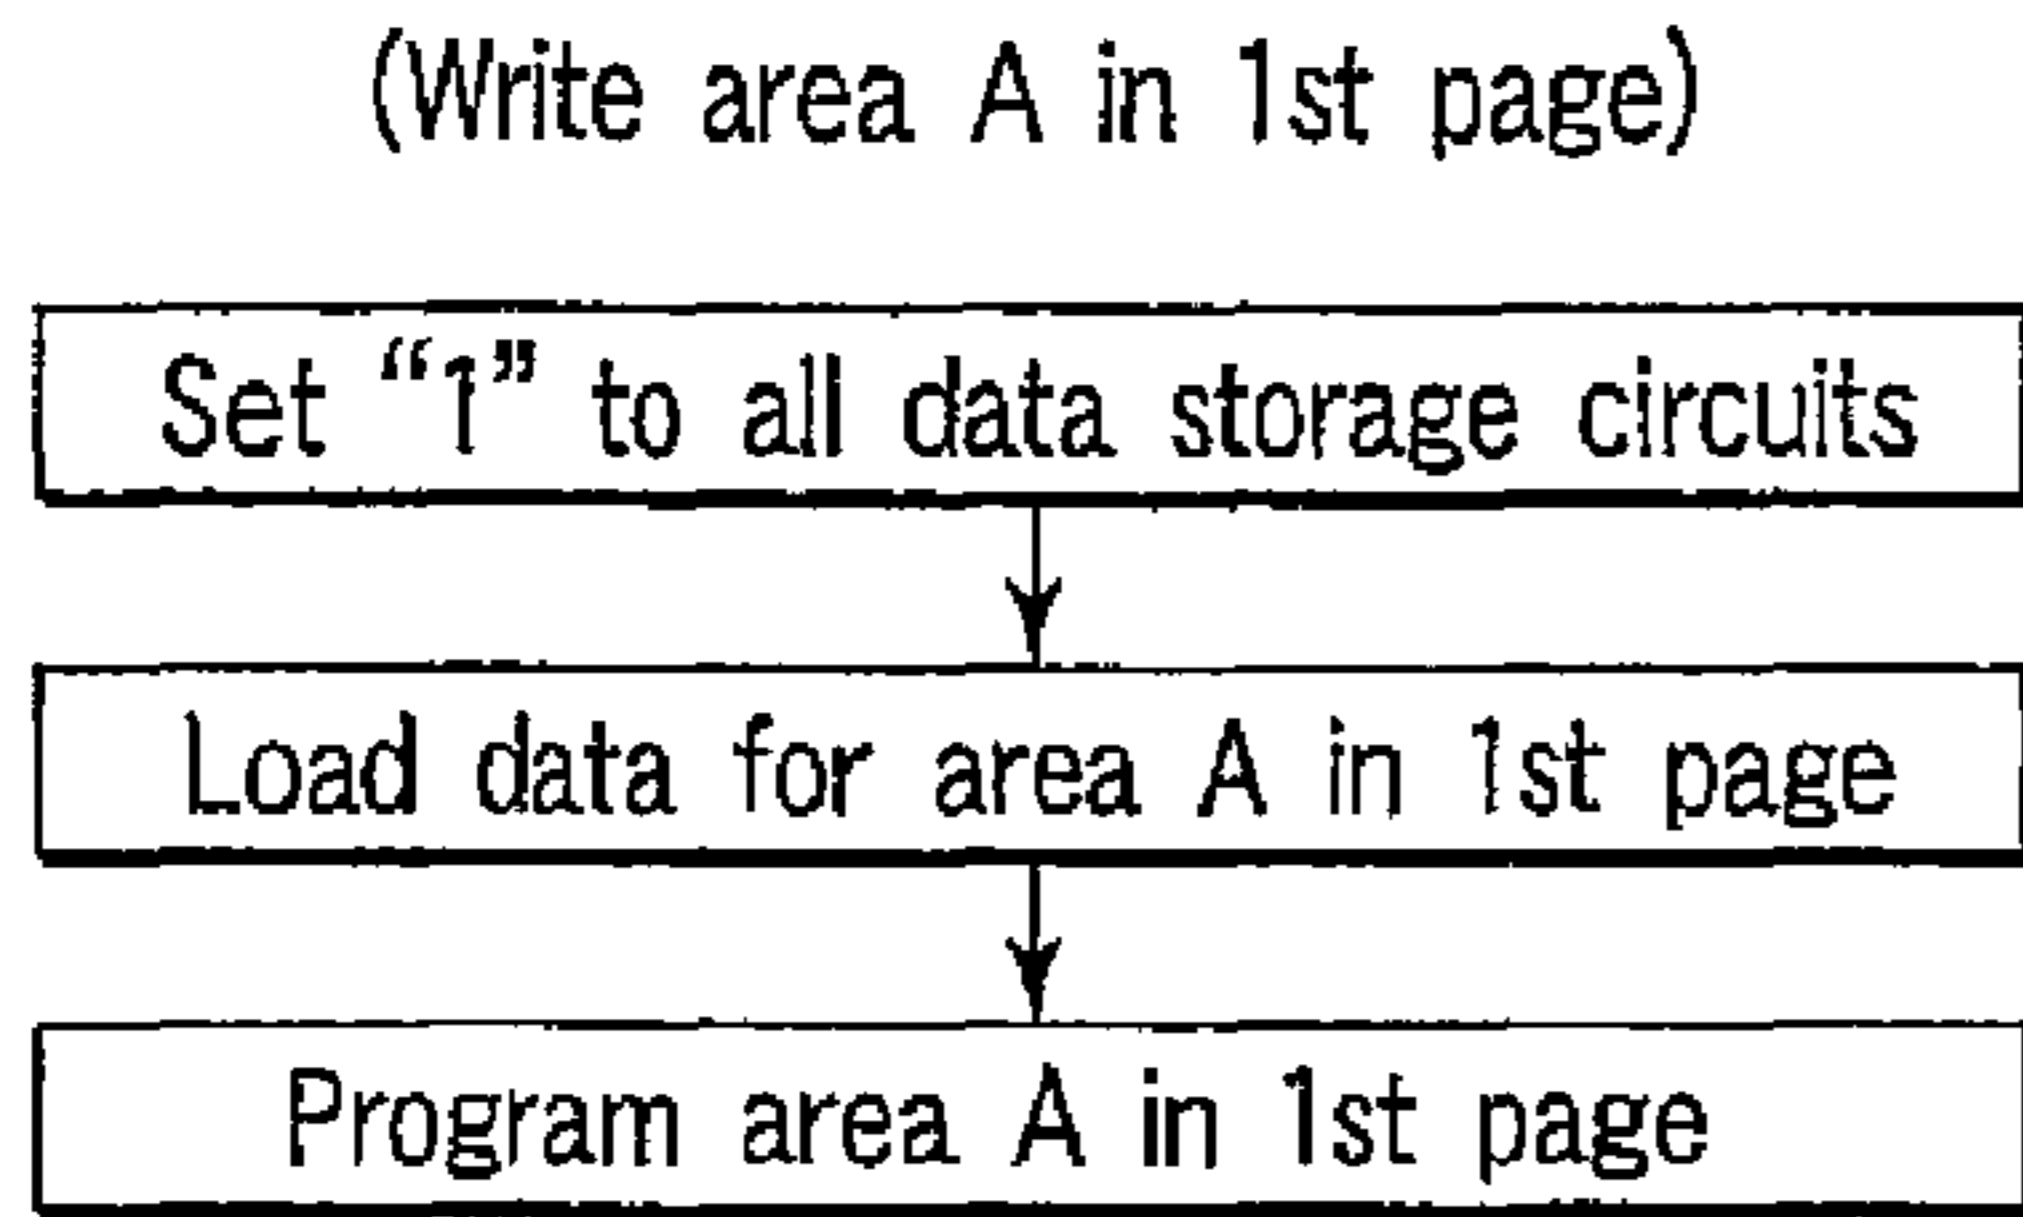 (Write area A in 1st page)
Set “1” to all data storage circuits
Load data for area A in 1st page
Program area A in 1st page